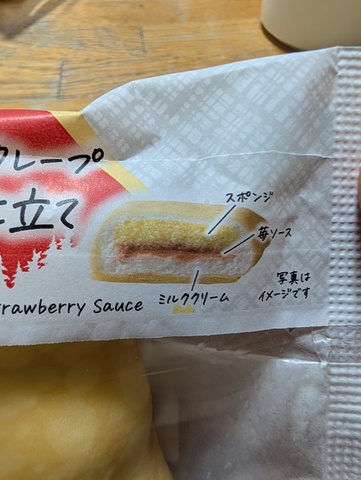 クレープ
仕立て
スポンジ
苺ソース
Strawberry Sauce
ミルククリーム
写真は
イメージです